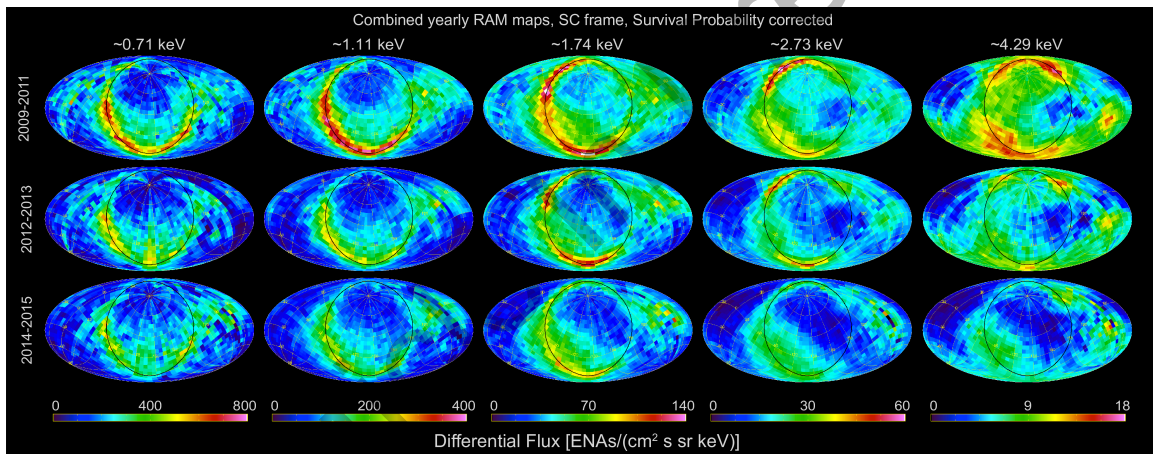 Combined yearly RAM maps, SC frame, Survival Probability corrected
~0.71 keV ~1.11 keV ~1.74 keV ~2.73 keV ~4.29 keV
2009-2011
2012-2013
2014-2015
0 400 800 0 200 400 0 70 140 0 30 60 0 9 18
Differential Flux [ENAs/(cm² s sr keV)]